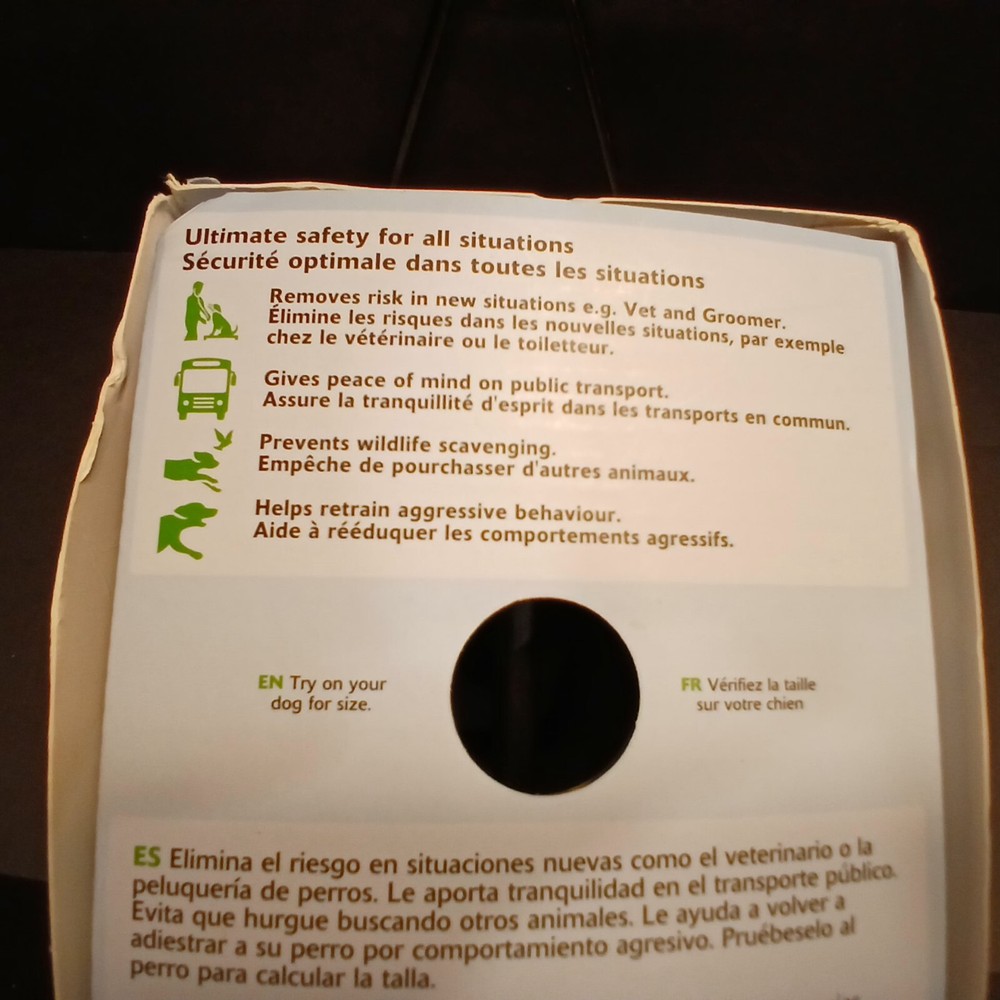 Ultimate safety for all situations
Sécurité optimale dans toutes les situations
Removes risk in new situations e.g. Vet and Groomer.
Élimine les risques dans les nouvelles situations, par exemple
chez le vétérinaire ou le toiletteur.
Gives peace of mind on public transport.
Assure la tranquillité d'esprit dans les transports en commun.
Prevents wildlife scavenging.
Empêche de pourchasser d'autres animaux.
Helps retrain aggressive behaviour.
Aide à rééduquer les comportements agressifs.
EN Try on your
dog for size.
FR Vérifiez la taille
sur votre chien
ES Elimina el riesgo en situaciones nuevas como el veterinario o la
peluquería de perros. Le aporta tranquilidad en el transporte público.
Evita que hurgue buscando otros animales. Le ayuda a volver a
adiestrar a su perro por comportamiento agresivo. Pruébeselo al
perro para calcular la talla.